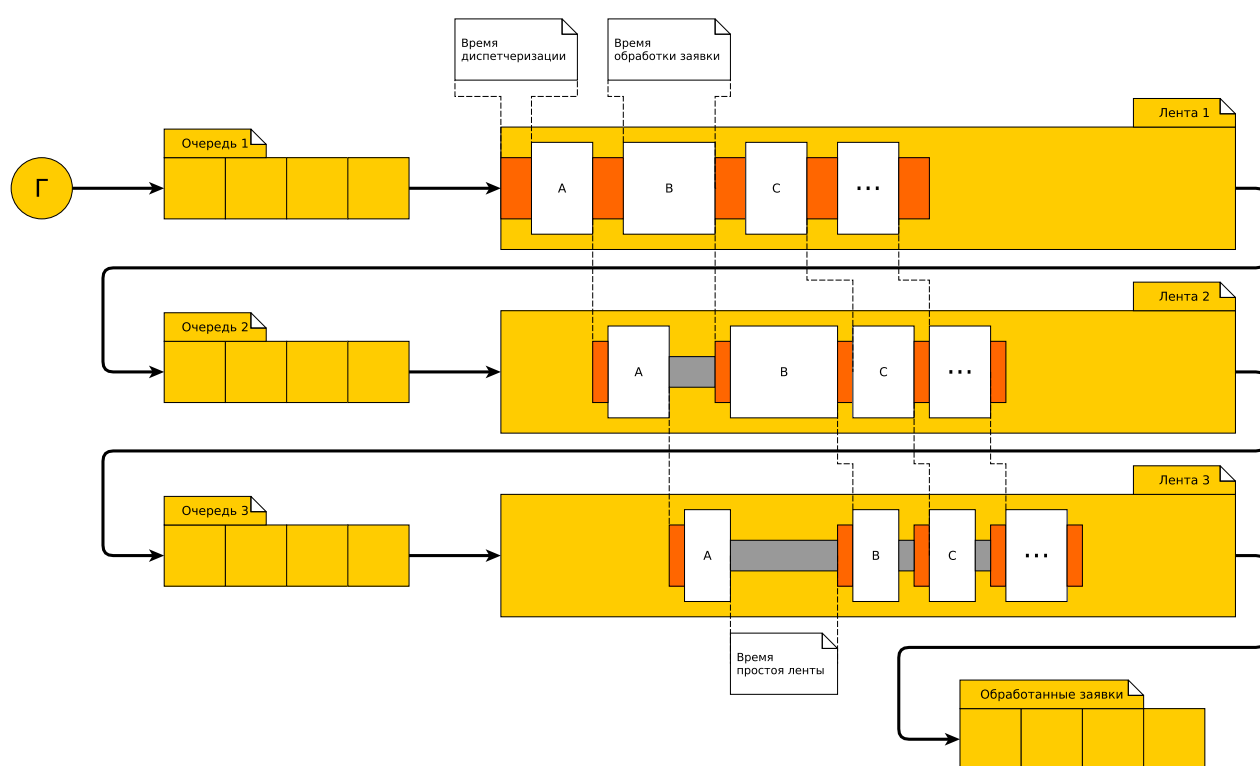 Время
диспетчеризации
Время
обработки заявки
Лента 1
Очередь 1
Г
A
B
C
...
Лента 2
Очередь 2
A
B
C
...
Лента 3
Очередь 3
A
B
C
...
Время
простоя ленты
Обработанные заявки